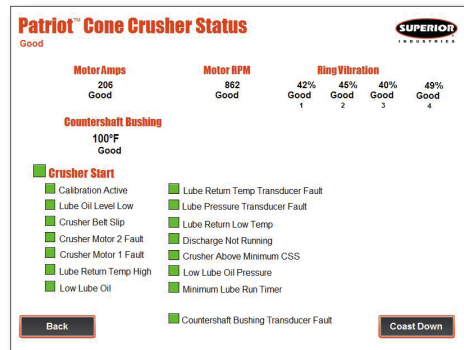 Patriot™ Cone Crusher Status
SUPERIOR
INDUSTRIES
Good
Motor Amps
206
Good
Motor RPM
862
Good
Ring Vibration
42% 45% 40% 49%
Good Good Good Good
1 2 3 4
Countershaft Bushing
100°F
Good
Crusher Start
Calibration Active
Lube Oil Level Low
Crusher Belt Slip
Crusher Motor 2 Fault
Crusher Motor 1 Fault
Lube Return Temp High
Low Lube Oil
Lube Return Temp Transducer Fault
Lube Pressure Transducer Fault
Lube Return Low Temp
Discharge Not Running
Crusher Above Minimum CSS
Low Lube Oil Pressure
Minimum Lube Run Timer
Countershaft Bushing Transducer Fault
Back
Coast Down